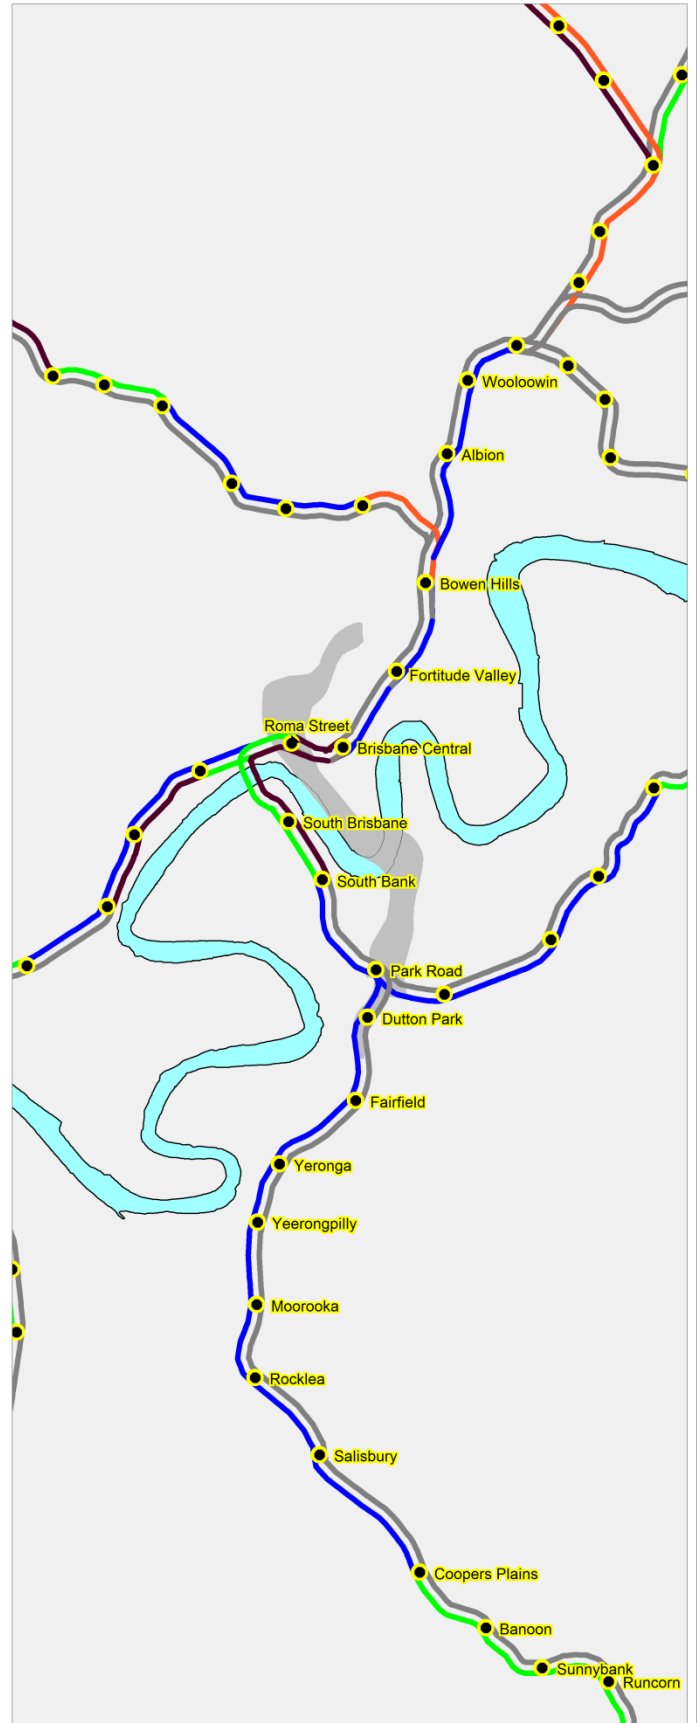 Wooloowin
Albion
Bowen Hills
Fortitude Valley
Roma Street
Brisbane Central
South Brisbane
South Bank
Park Road
Dutton Park
Fairfield
Yeronga
Yeerongpilly
Moorooka
Rocklea
Salisbury
Coopers Plains
Banoon
Sunnybank
Runcorn